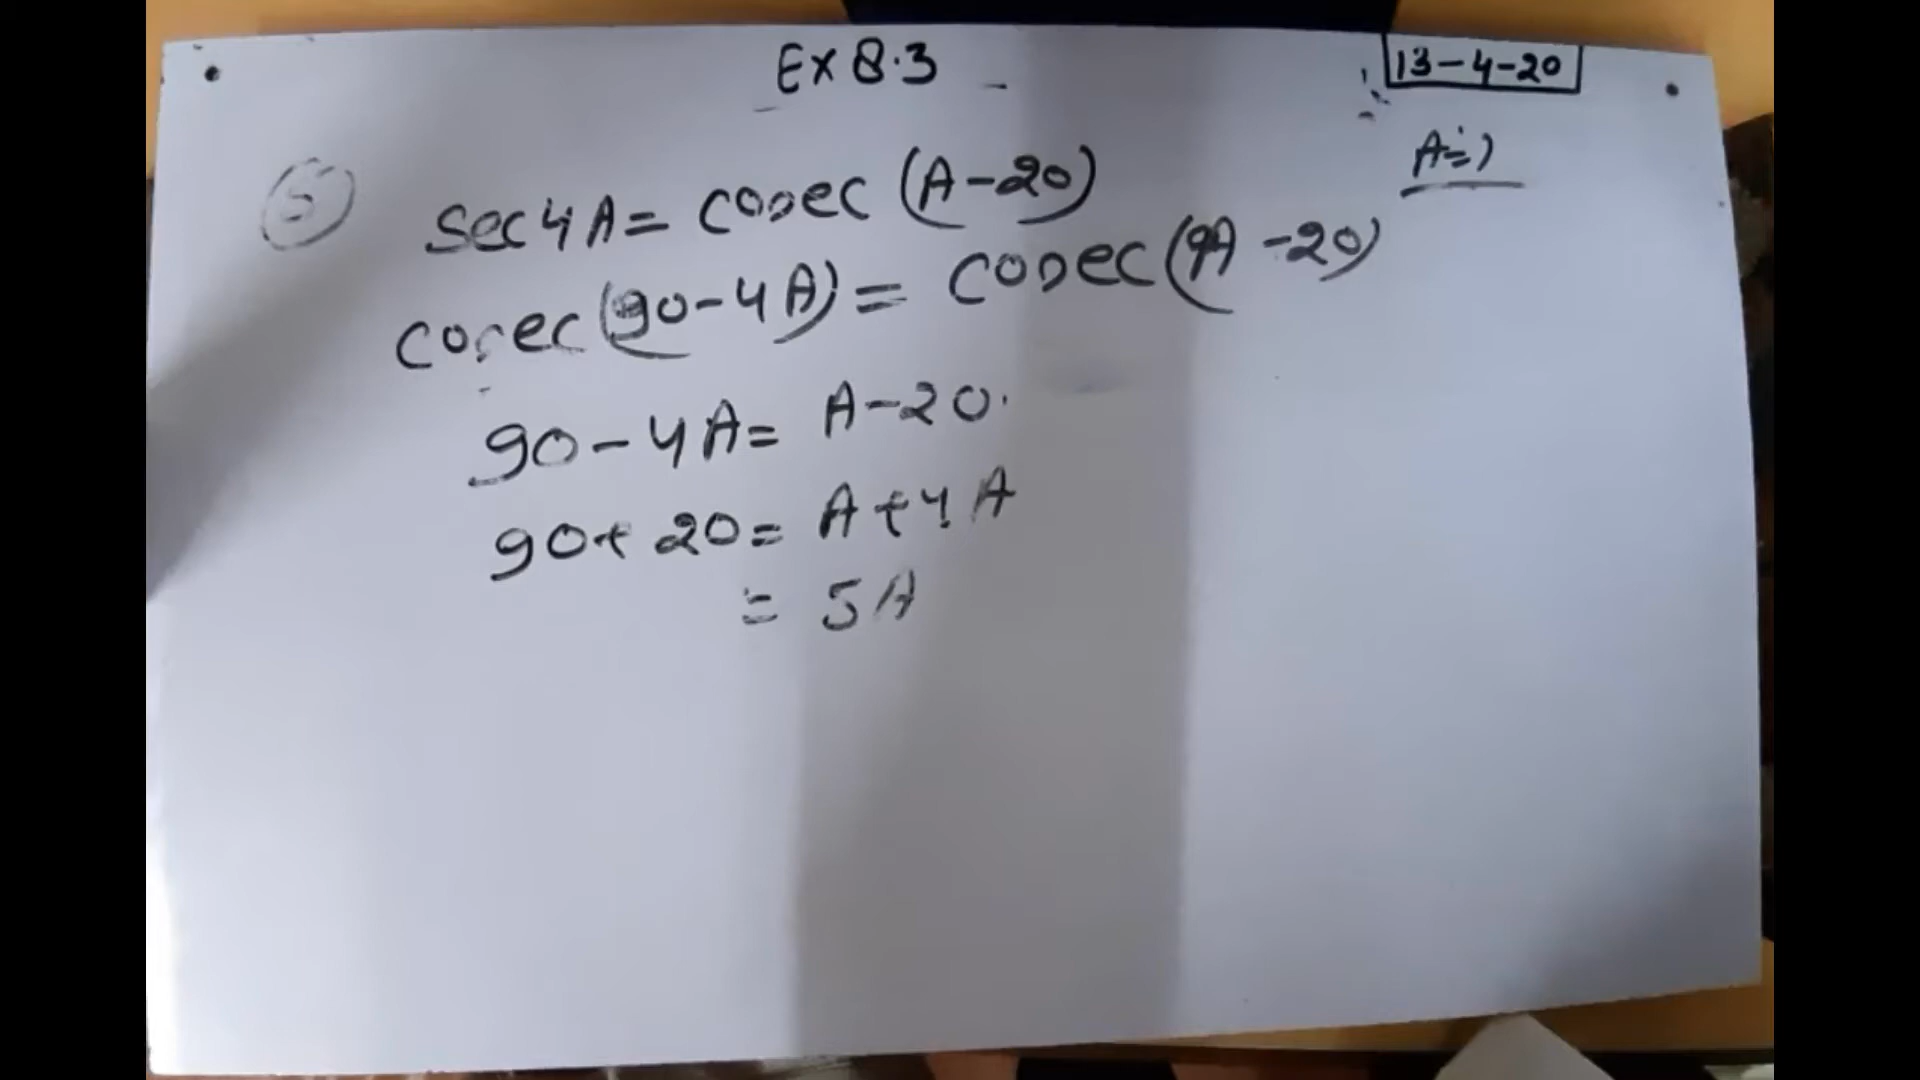 Ex 8.3
13-4-20
A=?
5 sec 4A = cosec (A-20)
cosec (90-4A) = cosec (A-20)
90-4A = A-20
90+20 = A+4A
= 5A